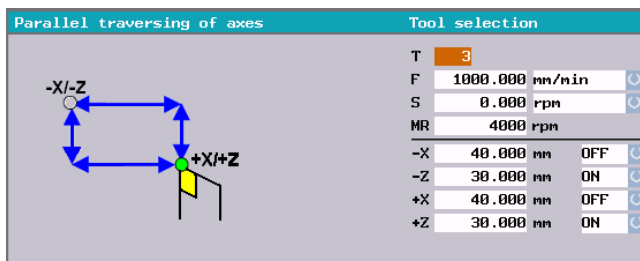 Parallel traversing of axes
Tool selection
-X/-Z
+X/+Z
T 3
F 1000.000 mm/min
S 0.000 rpm
MR 4000 rpm
-X 40.000 mm OFF
-Z 30.000 mm ON
+X 40.000 mm OFF
+Z 30.000 mm ON